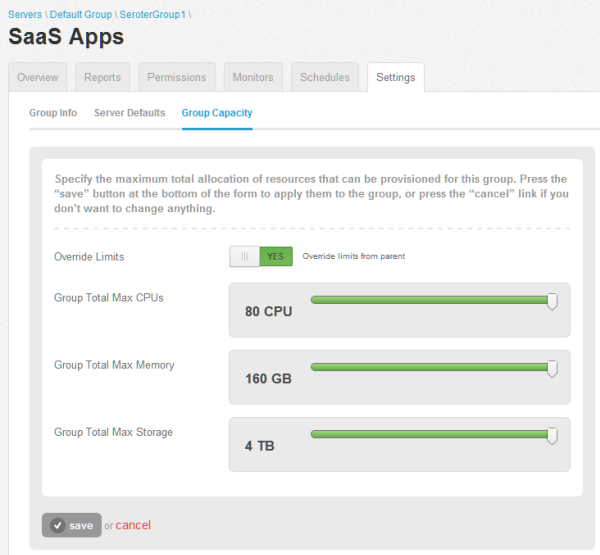 Servers \ Default Group \ SeroterGroup1 \
SaaS Apps
Overview Reports Permissions Monitors Schedules Settings
Group Info Server Defaults Group Capacity
Specify the maximum total allocation of resources that can be provisioned for this group. Press the
“save” button at the bottom of the form to apply them to the group, or press the “cancel” link if you
don’t want to change anything.
Override Limits YES Override limits from parent
Group Total Max CPUs
80 CPU
Group Total Max Memory
160 GB
Group Total Max Storage
4 TB
save or cancel